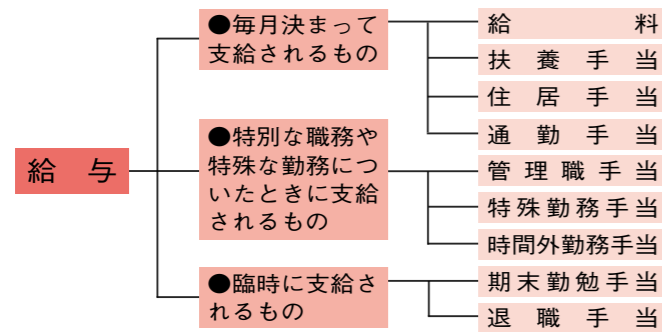 給与
●毎月決まって
支給されるもの
給料
扶養手当
住居手当
通勤手当
●特別な職務や
特殊な勤務につ
いたときに支給
されるもの
管理職手当
特殊勤務手当
時間外勤務手当
●臨時に支給さ
れるもの
期末勤勉手当
退職手当